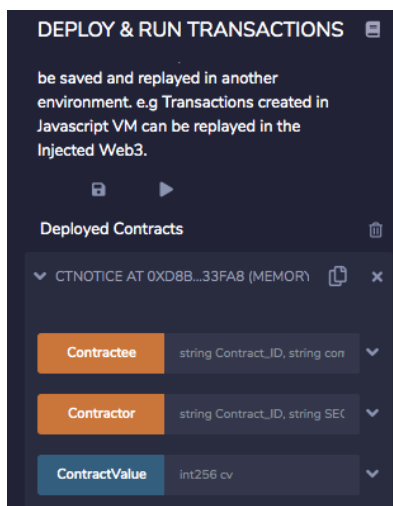 DEPLOY & RUN TRANSACTIONS
be saved and replayed in another
environment. e.g Transactions created in
Javascript VM can be replayed in the
Injected Web3.
Deployed Contracts
CTNOTICE AT 0XD8B...33FA8 (MEMORY
Contractee string Contract_ID, string com
Contractor string Contract_ID, string SEC
ContractValue int256 cv